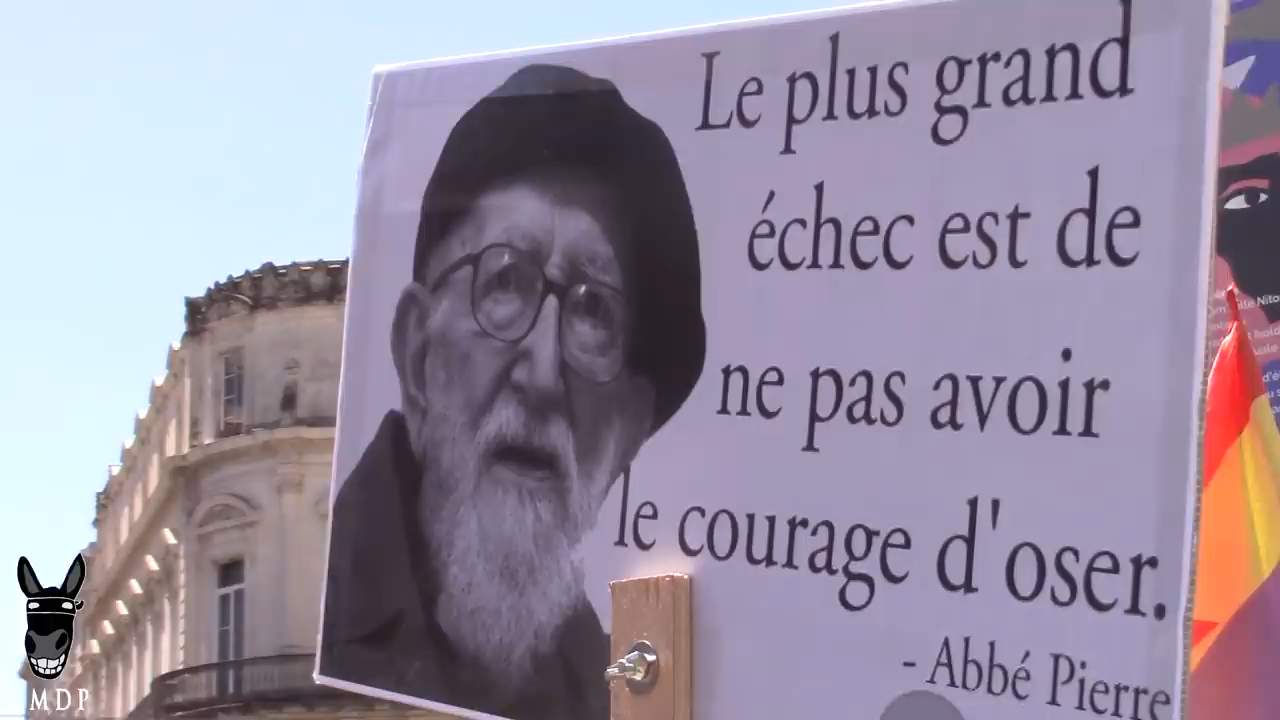 Le plus grand
échec est de
ne pas avoir
le courage d'oser.
- Abbé Pierre
MDP